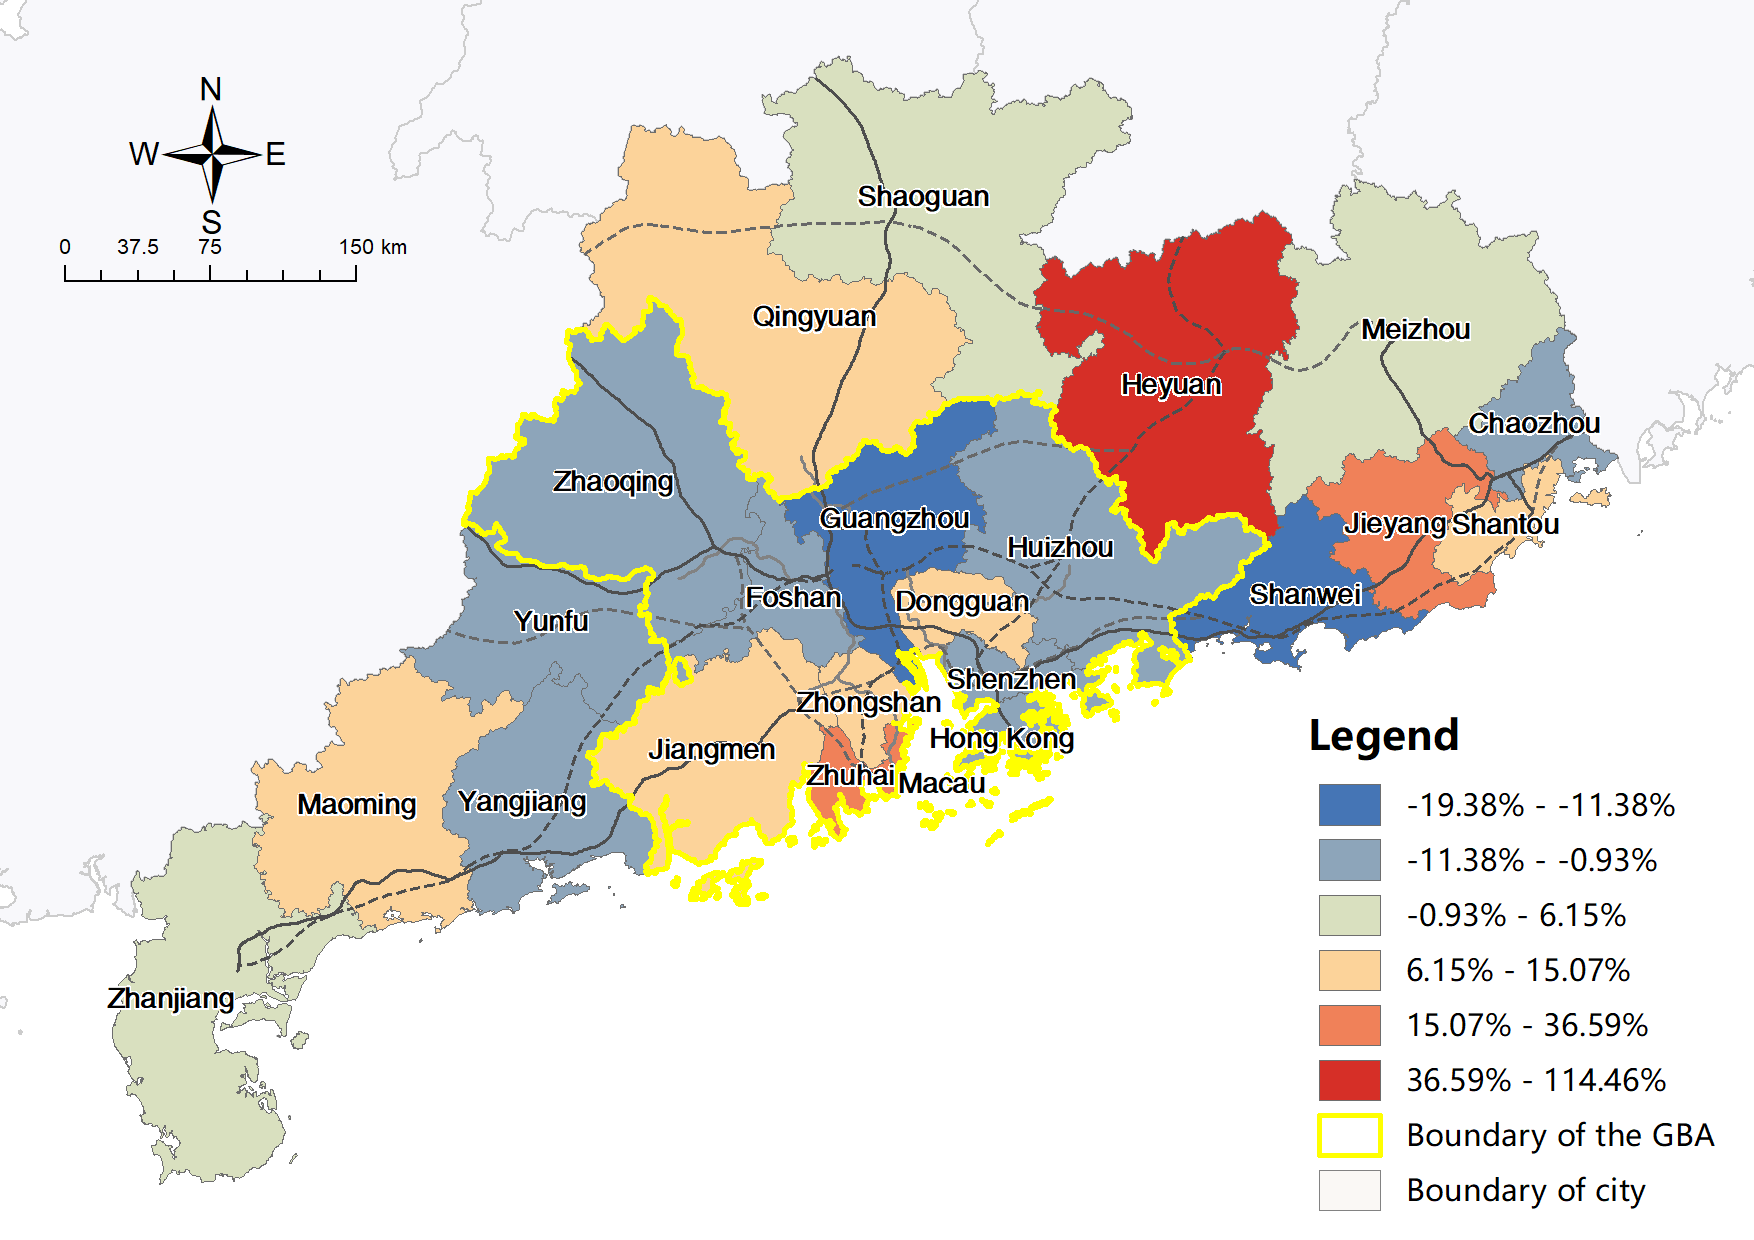 N
W E
S
0 37.5 75 150 km
Shaoguan
Qingyuan
Meizhou
Heyuan
Chaozhou
Zhaoqing
Guangzhou
Jieyang Shantou
Huizhou
Shanwei
Foshan
Dongguan
Yunfu
Shenzhen
Zhongshan
Hong Kong
Jiangmen
Zhuhai
Macau
Maoming
Yangjiang
Zhanjiang
Legend
-19.38% - -11.38%
-11.38% - -0.93%
-0.93% - 6.15%
6.15% - 15.07%
15.07% - 36.59%
36.59% - 114.46%
Boundary of the GBA
Boundary of city